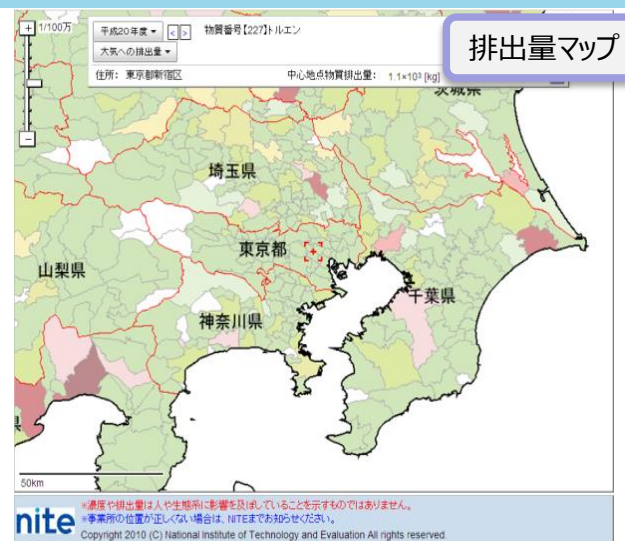 1/100万
平成20年度 < > 物質番号【227】トルエン
大気への排出量
排出量マップ
住所: 東京都新宿区 中心地点物質排出量: 1.1×10³ [kg]
茨城県
埼玉県
東京都
山梨県
千葉県
神奈川県
県
50km
※濃度や排出量は人や生態系に影響を及ぼしていることを示すものではありません。
※事業所の位置が正しくない場合は、NITEまでお知らせください。
nite
Copyright 2010 (C) National Institute of Technology and Evaluation All rights reserved.